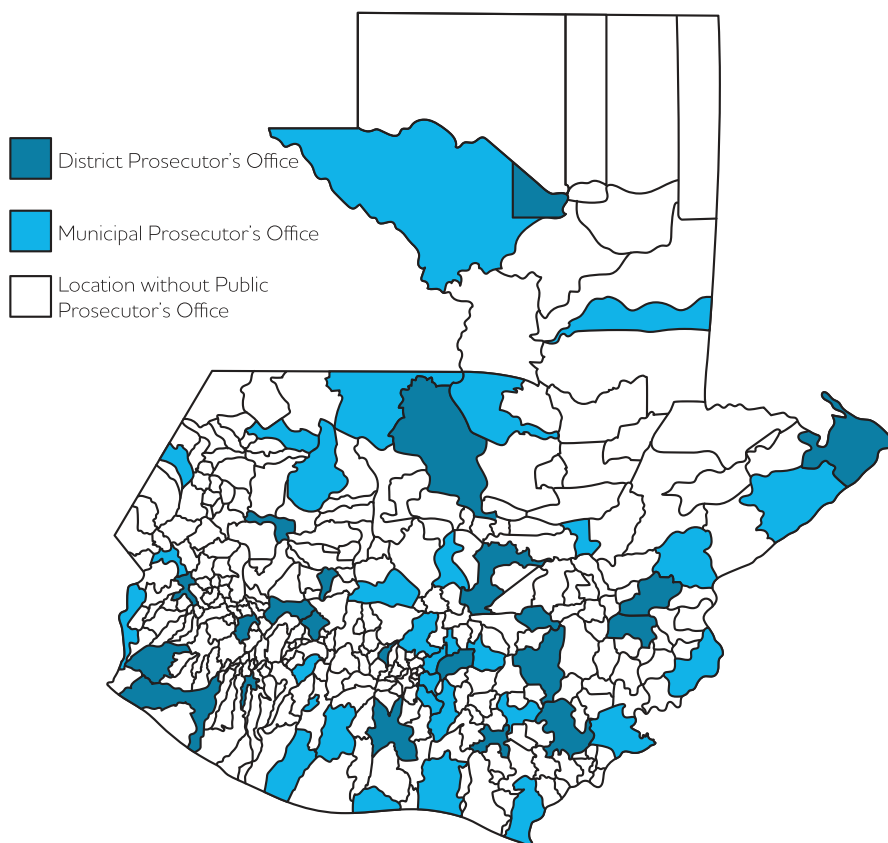 District Prosecutor's Office
Municipal Prosecutor's Office
Location without Public
Prosecutor's Office